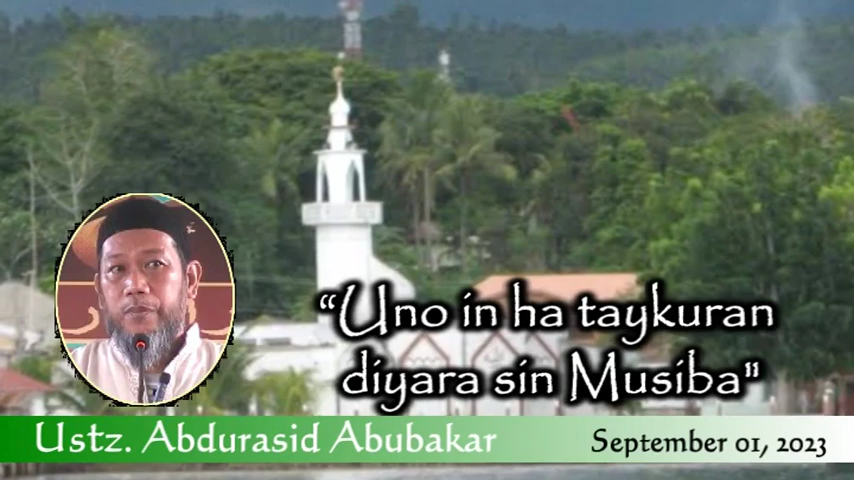 “Uno in ha taykuran
diyara sin Musiba"
Ustz. Abdurasid Abubakar
September 01, 2023